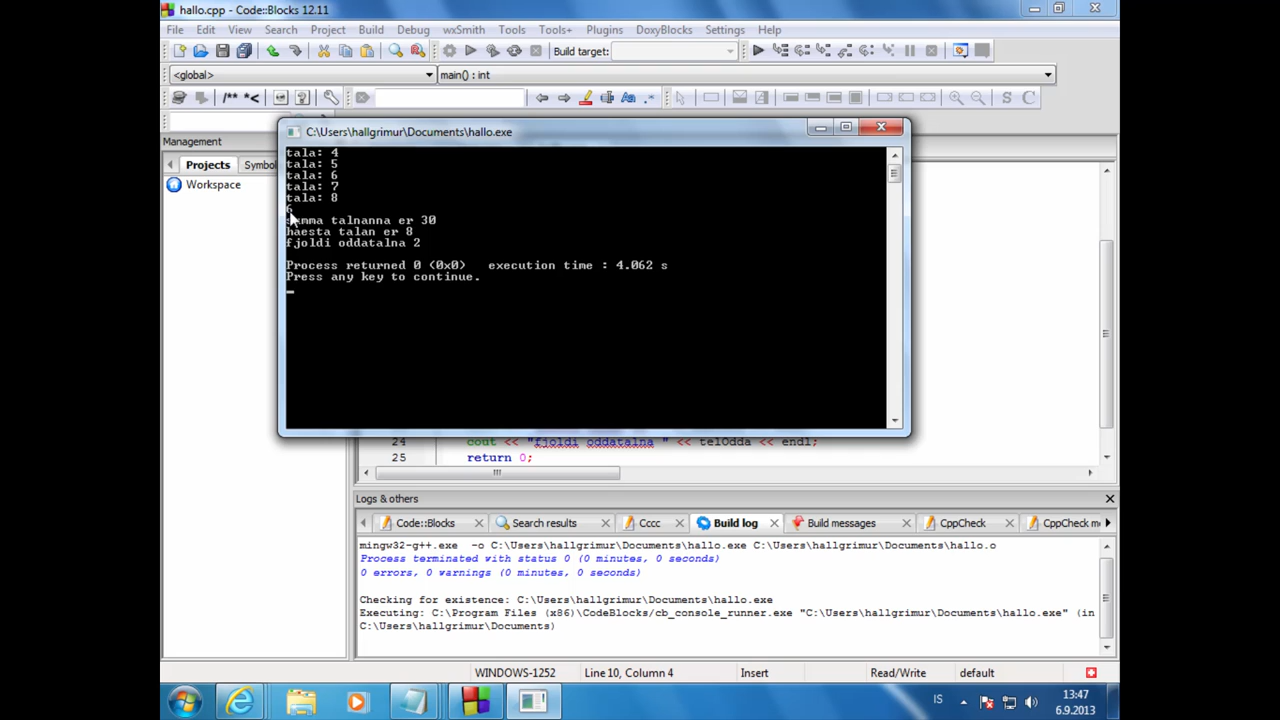 hallo.cpp - Code::Blocks 12.11
File Edit View Search Project Build Debug wxSmith Tools Tools+ Plugins DoxyBlocks Settings Help
Build target:
<global> main() : int
/** *< Aa .* S C
Management
C:\Users\hallgrimur\Documents\hallo.exe
Projects Symbo
Workspace
tala: 4
tala: 5
tala: 6
tala: 7
tala: 8
6
summa talnanna er 30
haesta talan er 8
fjoldi oddatalna 2
Process returned 0 (0x0) execution time : 4.062 s
Press any key to continue.
24 cout << "fjoldi oddatalna " << telOdda << endl;
25 return 0;
Logs & others
Code::Blocks Search results Cccc Build log Build messages CppCheck CppCheck me
mingw32-g++.exe -o C:\Users\hallgrimur\Documents\hallo.exe C:\Users\hallgrimur\Documents\hallo.o
Process terminated with status 0 (0 minutes, 0 seconds)
0 errors, 0 warnings (0 minutes, 0 seconds)
Checking for existence: C:\Users\hallgrimur\Documents\hallo.exe
Executing: C:\Program Files (x86)\CodeBlocks/cb_console_runner.exe "C:\Users\hallgrimur\Documents\hallo.exe" (in
C:\Users\hallgrimur\Documents)
WINDOWS-1252 Line 10, Column 4 Insert Read/Write default
IS 13:47
6.9.2013